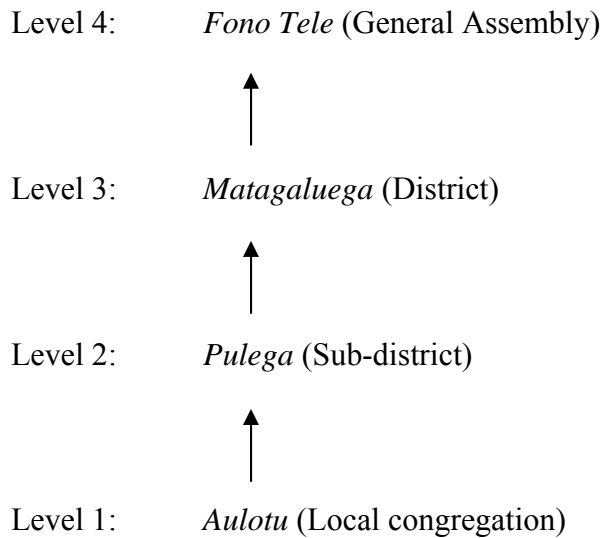 Level 4: Fono Tele (General Assembly)
Level 3: Matagaluega (District)
Level 2: Pulega (Sub-district)
Level 1: Aulotu (Local congregation)